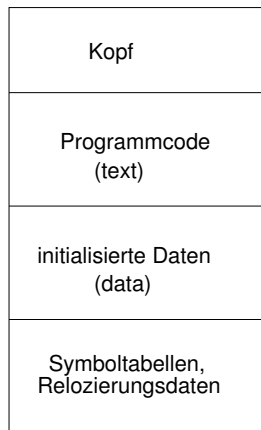 Kopf
Programmcode
(text)
initialisierte Daten
(data)
Symboltabellen,
Relozierungsdaten